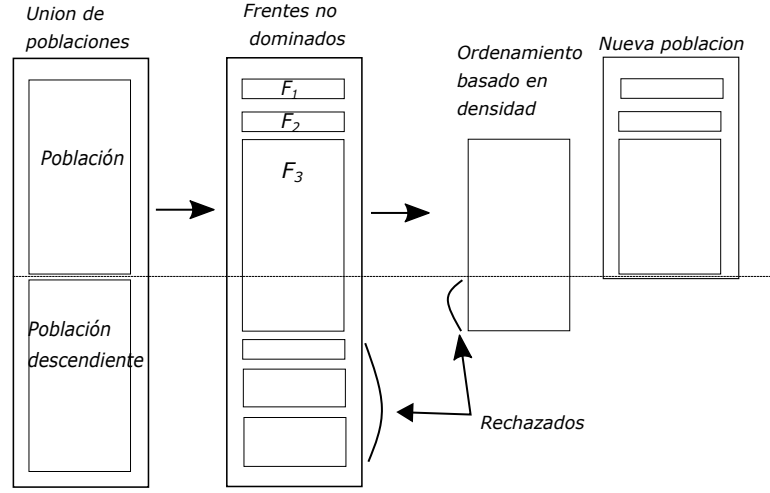 Union de
poblaciones
Población
Población
descendiente
Frentes no
dominados
F₁
F₂
F₃
Ordenamiento
basado en
densidad
Nueva poblacion
Rechazados